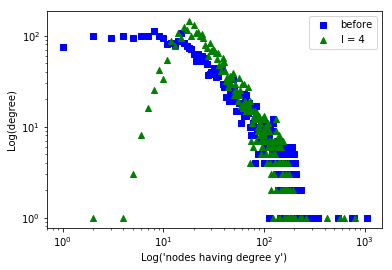 before
l = 4
10²
10¹
10⁰
Log(degree)
10⁰ 10¹ 10² 10³
Log('nodes having degree y')